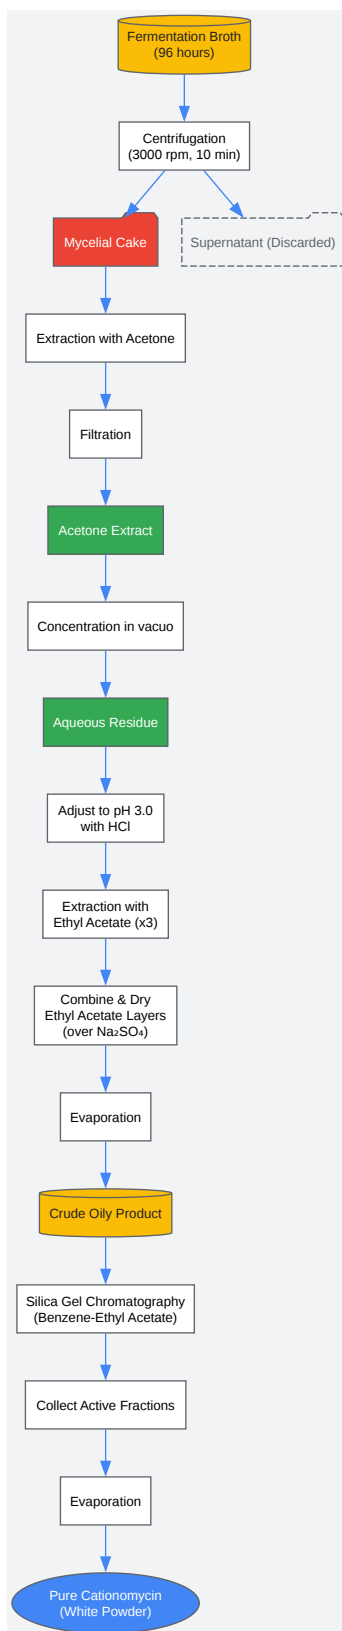 Fermentation Broth
(96 hours)
Centrifugation
(3000 rpm, 10 min)
Mycelial Cake
Supernatant (Discarded)
Extraction with Acetone
Filtration
Acetone Extract
Concentration in vacuo
Aqueous Residue
Adjust to pH 3.0
with HCl
Extraction with
Ethyl Acetate (x3)
Combine & Dry
Ethyl Acetate Layers
(over Na₂SO₄)
Evaporation
Crude Oily Product
Silica Gel Chromatography
(Benzene-Ethyl Acetate)
Collect Active Fractions
Evaporation
Pure Cationomycin
(White Powder)